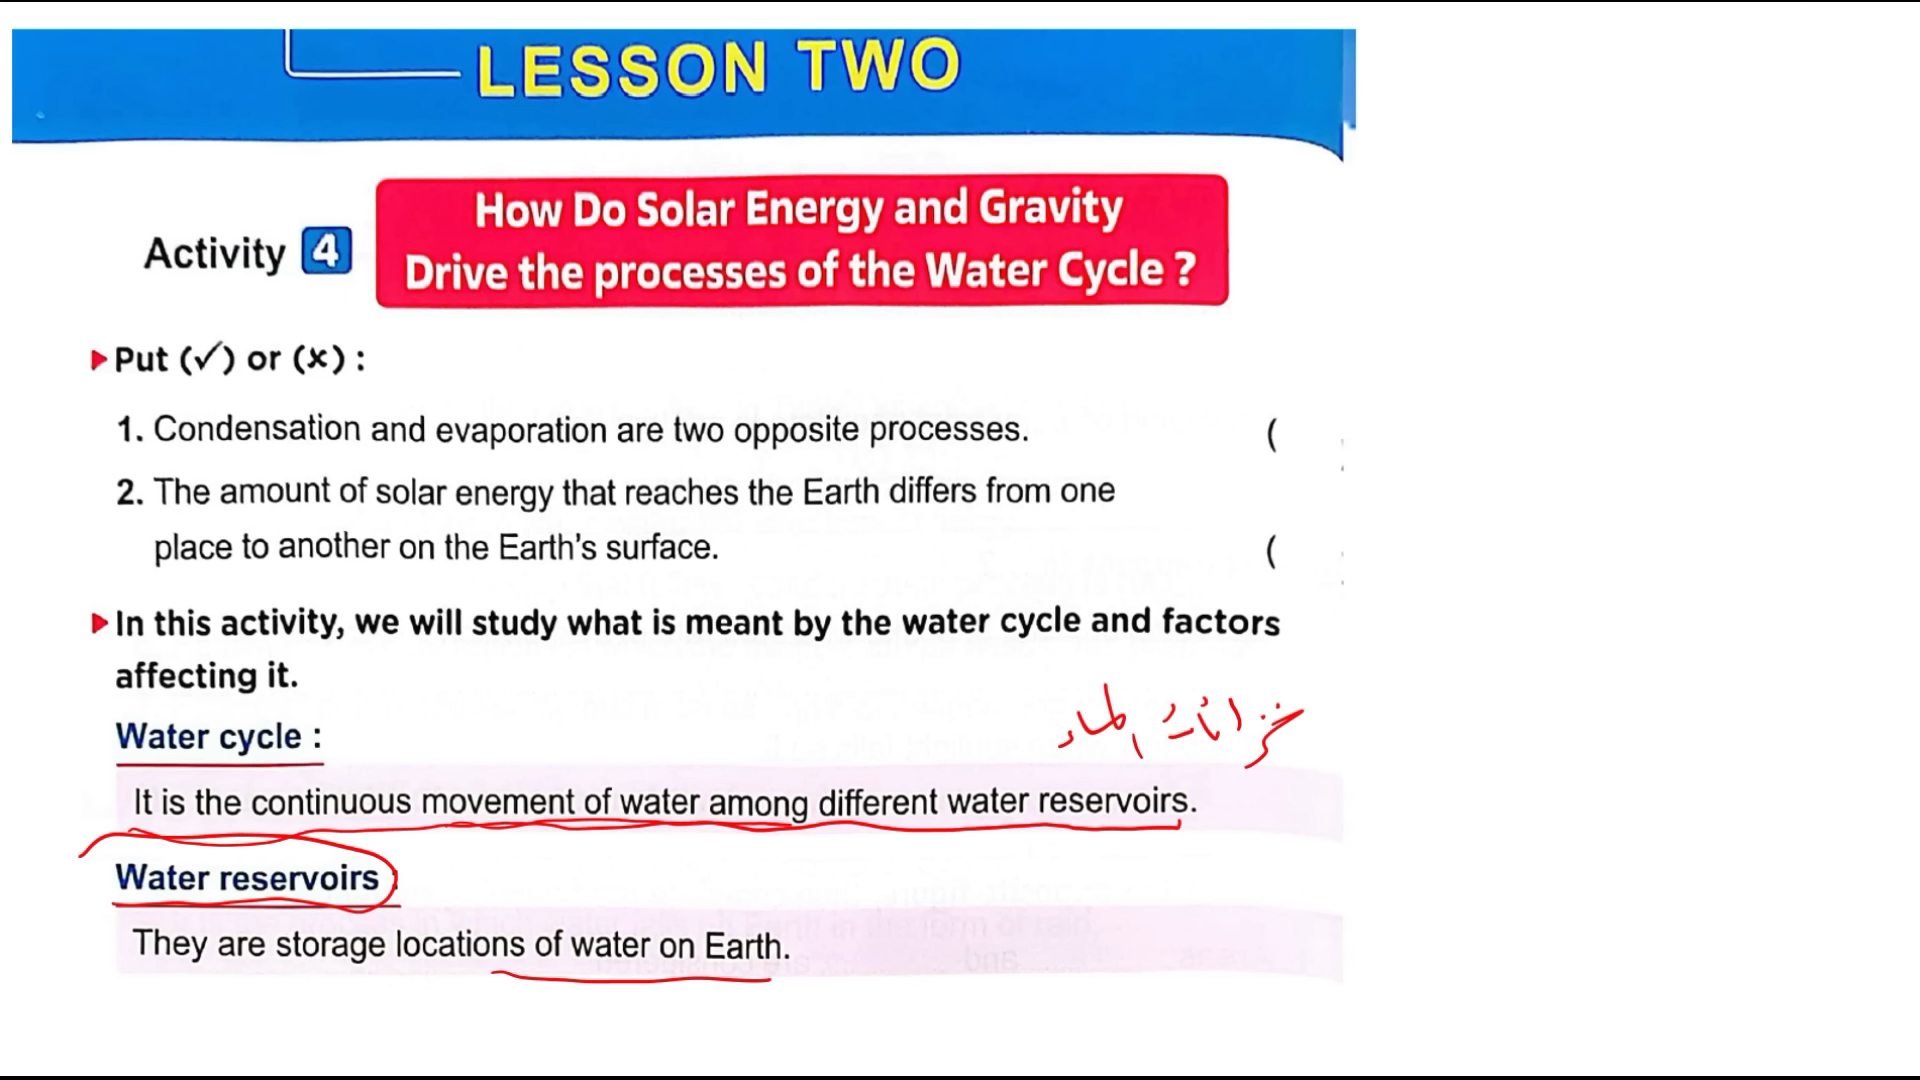 LESSON TWO
Activity 4
How Do Solar Energy and Gravity
Drive the processes of the Water Cycle ?
Put (✓) or (×) :
1. Condensation and evaporation are two opposite processes. (
2. The amount of solar energy that reaches the Earth differs from one
place to another on the Earth's surface. (
In this activity, we will study what is meant by the water cycle and factors
affecting it.
خزانات الماء
Water cycle :
It is the continuous movement of water among different water reservoirs.
Water reservoirs :
They are storage locations of water on Earth.